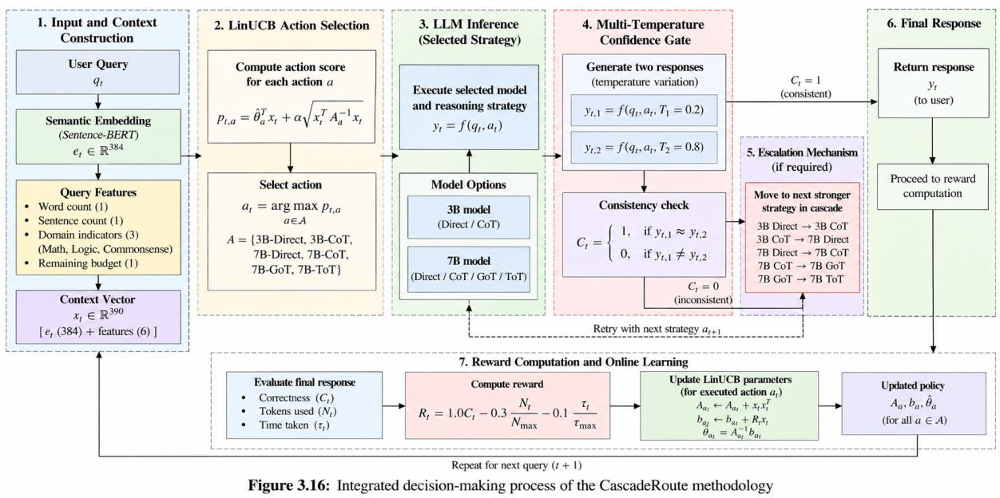 1. Input and Context
Construction
User Query
q_t
Semantic Embedding
(Sentence-BERT)
e_t ∈ ℝ^384
Query Features
• Word count (1)
• Sentence count (1)
• Domain indicators (3)
(Math, Logic, Commonsense)
• Remaining budget (1)
Context Vector
x_t ∈ ℝ^390
[ e_t (384) + features (6) ]
2. LinUCB Action Selection
Compute action score
for each action a
p_{t,a} = θ̂_a^T x_t + α√(x_t^T A_a^{-1} x_t)
Select action
a_t = arg max p_{t,a}
a∈𝒜
A = {3B-Direct, 3B-CoT,
7B-Direct, 7B-CoT,
7B-GoT, 7B-ToT}
3. LLM Inference
(Selected Strategy)
Execute selected model
and reasoning strategy
y_t = f(q_t, a_t)
Model Options
3B model
(Direct / CoT)
7B model
(Direct / CoT / GoT / ToT)
4. Multi-Temperature
Confidence Gate
Generate two responses
(temperature variation)
y_{t,1} = f(q_t, a_t, T_1 = 0.2)
y_{t,2} = f(q_t, a_t, T_2 = 0.8)
Consistency check
C_t = { 1, if y_{t,1} ≈ y_{t,2}
0, if y_{t,1} ≠ y_{t,2}
C_t = 1
(consistent)
C_t = 0
(inconsistent)
5. Escalation Mechanism
(if required)
Move to next stronger
strategy in cascade
3B Direct → 3B CoT
3B CoT → 7B Direct
7B Direct → 7B CoT
7B CoT → 7B GoT
7B GoT → 7B ToT
Retry with next strategy a_{t+1}
6. Final Response
Return response
y_t
(to user)
Proceed to reward
computation
7. Reward Computation and Online Learning
Evaluate final response
• Correctness (C_t)
• Tokens used (N_t)
• Time taken (τ_t)
Compute reward
R_t = 1.0C_t − 0.3 N_t/N_max − 0.1 τ_t/τ_max
Update LinUCB parameters
(for executed action a_t)
A_{a_t} ← A_{a_t} + x_t x_t^T
b_{a_t} ← b_{a_t} + R_t x_t
θ̂_{a_t} = A_{a_t}^{-1} b_{a_t}
Updated policy
A_a, b_a, θ̂_a
(for all a ∈ 𝒜)
Repeat for next query (t + 1)
Figure 3.16: Integrated decision-making process of the CascadeRoute methodology